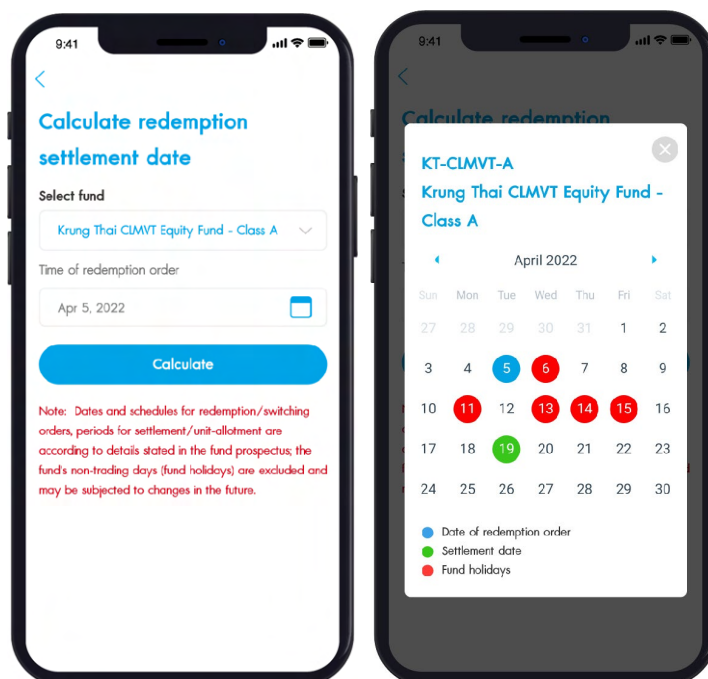 9:41
Calculate redemption
settlement date
Select fund
Krung Thai CLMVT Equity Fund - Class A
Time of redemption order
Apr 5, 2022
Calculate
Note: Dates and schedules for redemption/switching
orders, periods for settlement/unit-allotment are
according to details stated in the fund prospectus; the
fund's non-trading days (fund holidays) are excluded and
may be subjected to changes in the future.
9:41
Calculate redemption
KT-CLMVT-A
Krung Thai CLMVT Equity Fund -
Class A
April 2022
Sun Mon Tue Wed Thu Fri Sat
27 28 29 30 31 1 2
3 4 5 6 7 8 9
10 11 12 13 14 15 16
17 18 19 20 21 22 23
24 25 26 27 28 29 30
Date of redemption order
Settlement date
Fund holidays